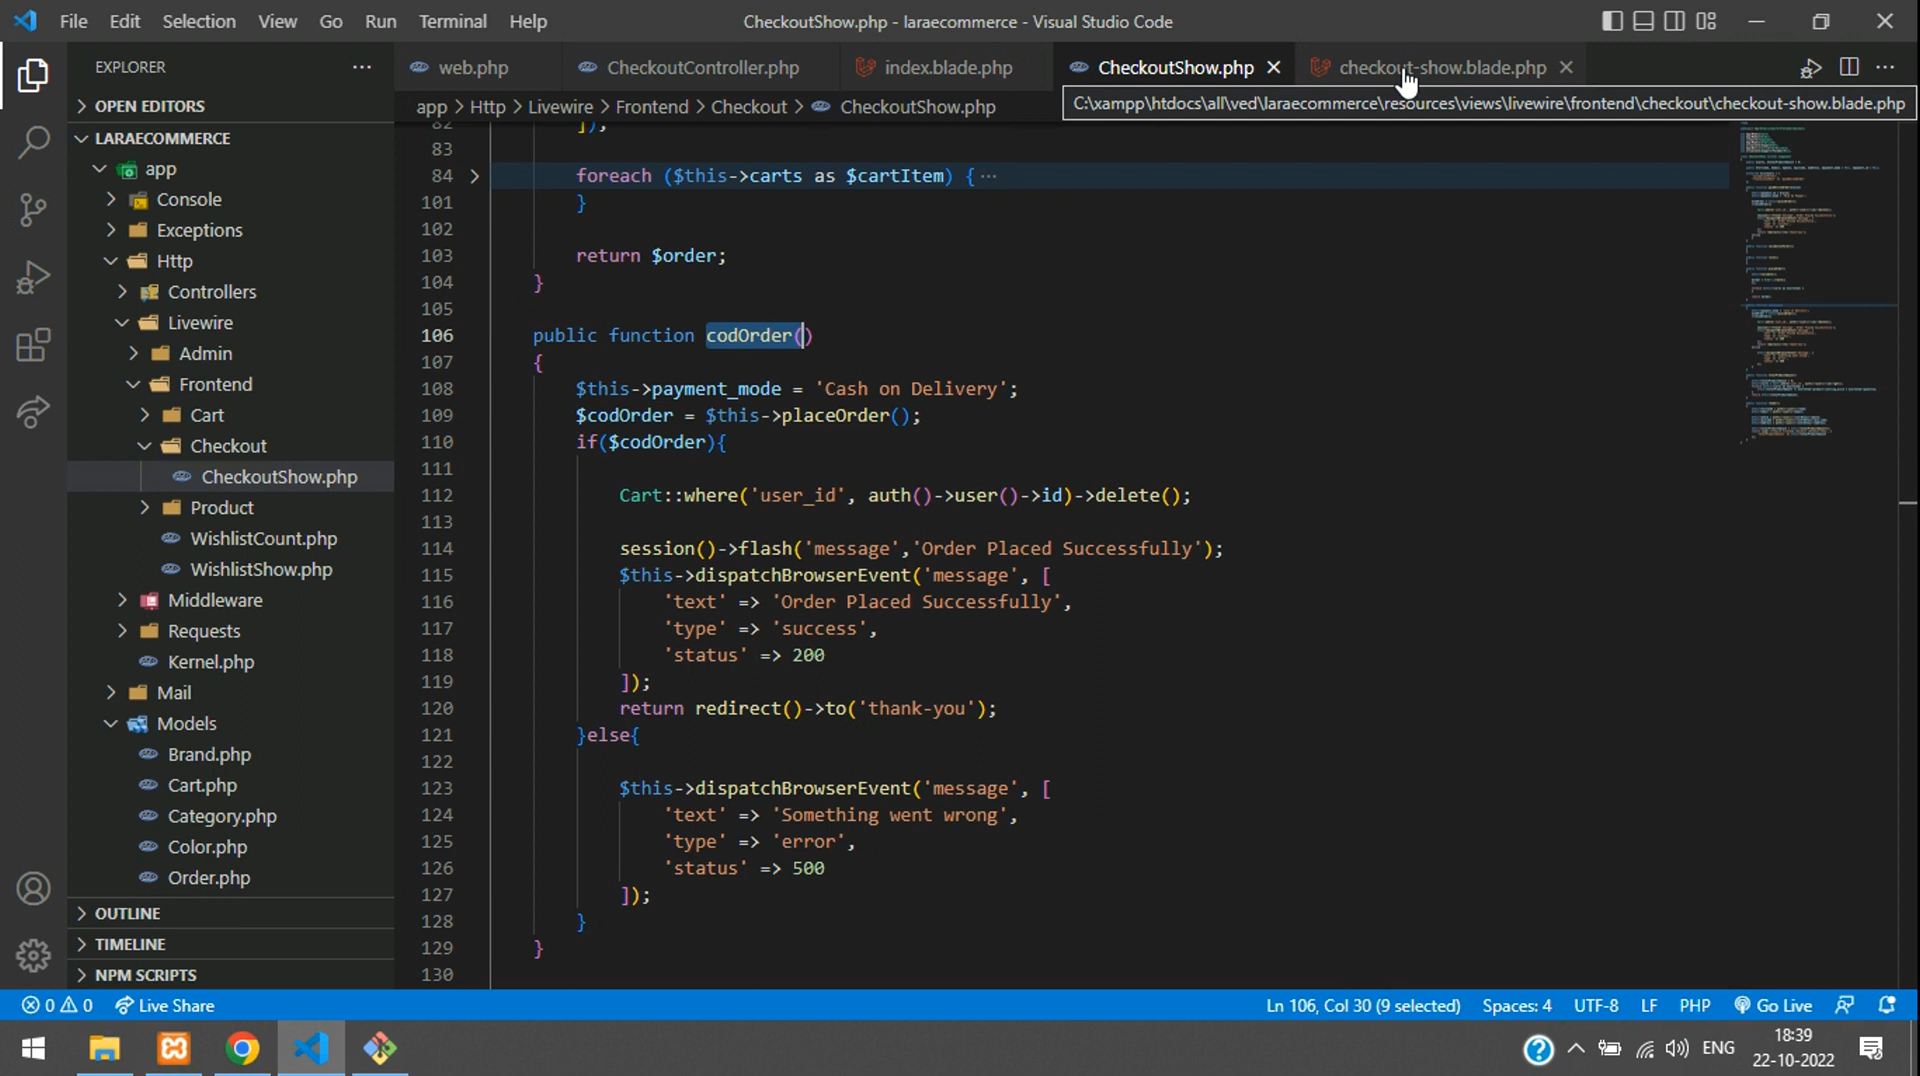 File Edit Selection View Go Run Terminal Help
CheckoutShow.php - laraecommerce - Visual Studio Code
EXPLORER
web.php
CheckoutController.php
index.blade.php
CheckoutShow.php
checkout-show.blade.php
OPEN EDITORS
app > Http > Livewire > Frontend > Checkout > CheckoutShow.php
C:\xampp\htdocs\all\ved\laraecommerce\resources\views\livewire\frontend\checkout\checkout-show.blade.php
LARAECOMMERCE
app
Console
Exceptions
Http
Controllers
Livewire
Admin
Frontend
Cart
Checkout
CheckoutShow.php
Product
WishlistCount.php
WishlistShow.php
Middleware
Requests
Kernel.php
Mail
Models
Brand.php
Cart.php
Category.php
Color.php
Order.php
OUTLINE
TIMELINE
NPM SCRIPTS
82 ]);
83
84 foreach ($this->carts as $cartItem) { ...
101 }
102
103 return $order;
104 }
105
106 public function codOrder()
107 {
108 $this->payment_mode = 'Cash on Delivery';
109 $codOrder = $this->placeOrder();
110 if($codOrder){
111
112 Cart::where('user_id', auth()->user()->id)->delete();
113
114 session()->flash('message','Order Placed Successfully');
115 $this->dispatchBrowserEvent('message', [
116 'text' => 'Order Placed Successfully',
117 'type' => 'success',
118 'status' => 200
119 ]);
120 return redirect()->to('thank-you');
121 }else{
122
123 $this->dispatchBrowserEvent('message', [
124 'text' => 'Something went wrong',
125 'type' => 'error',
126 'status' => 500
127 ]);
128 }
129 }
130
0 0 Live Share
Ln 106, Col 30 (9 selected) Spaces: 4 UTF-8 LF PHP Go Live
ENG
18:39
22-10-2022